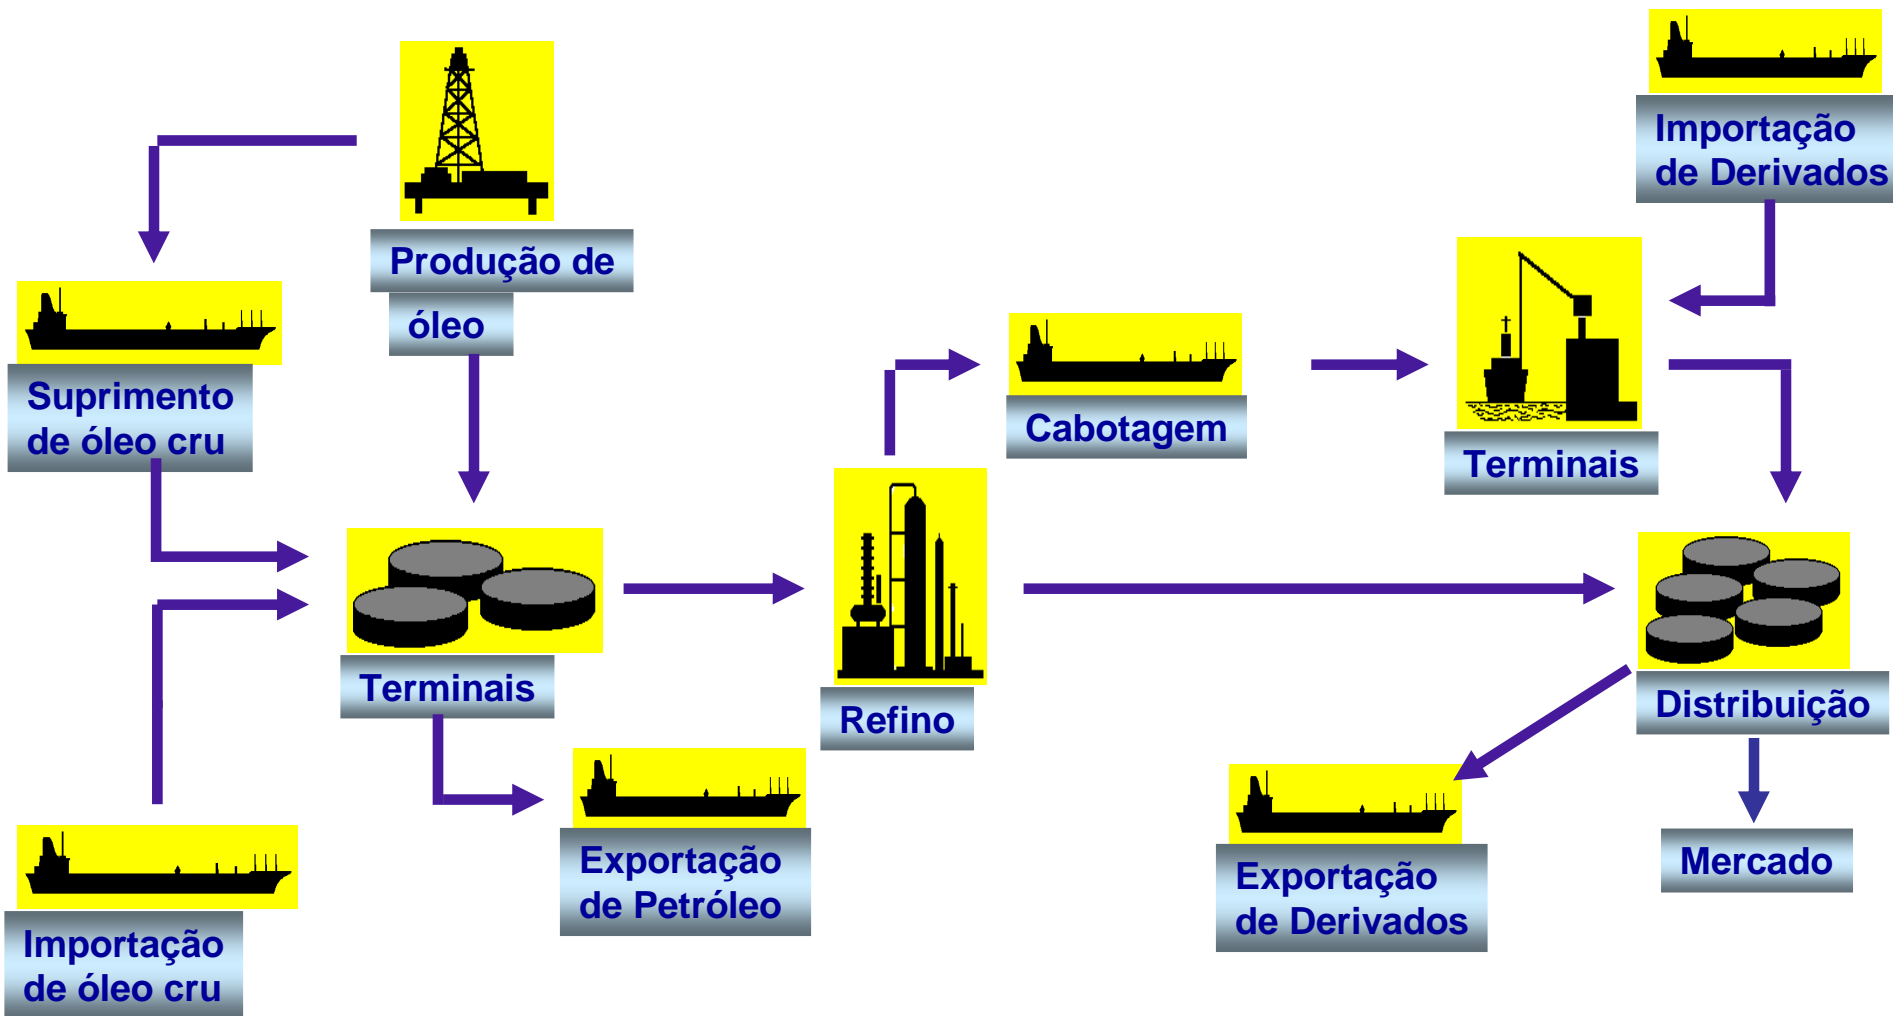 Importação
de Derivados
Produção de
óleo
Suprimento
de óleo cru
Cabotagem
Terminais
Terminais
Refino
Distribuição
Exportação
de Petróleo
Exportação
de Derivados
Mercado
Importação
de óleo cru